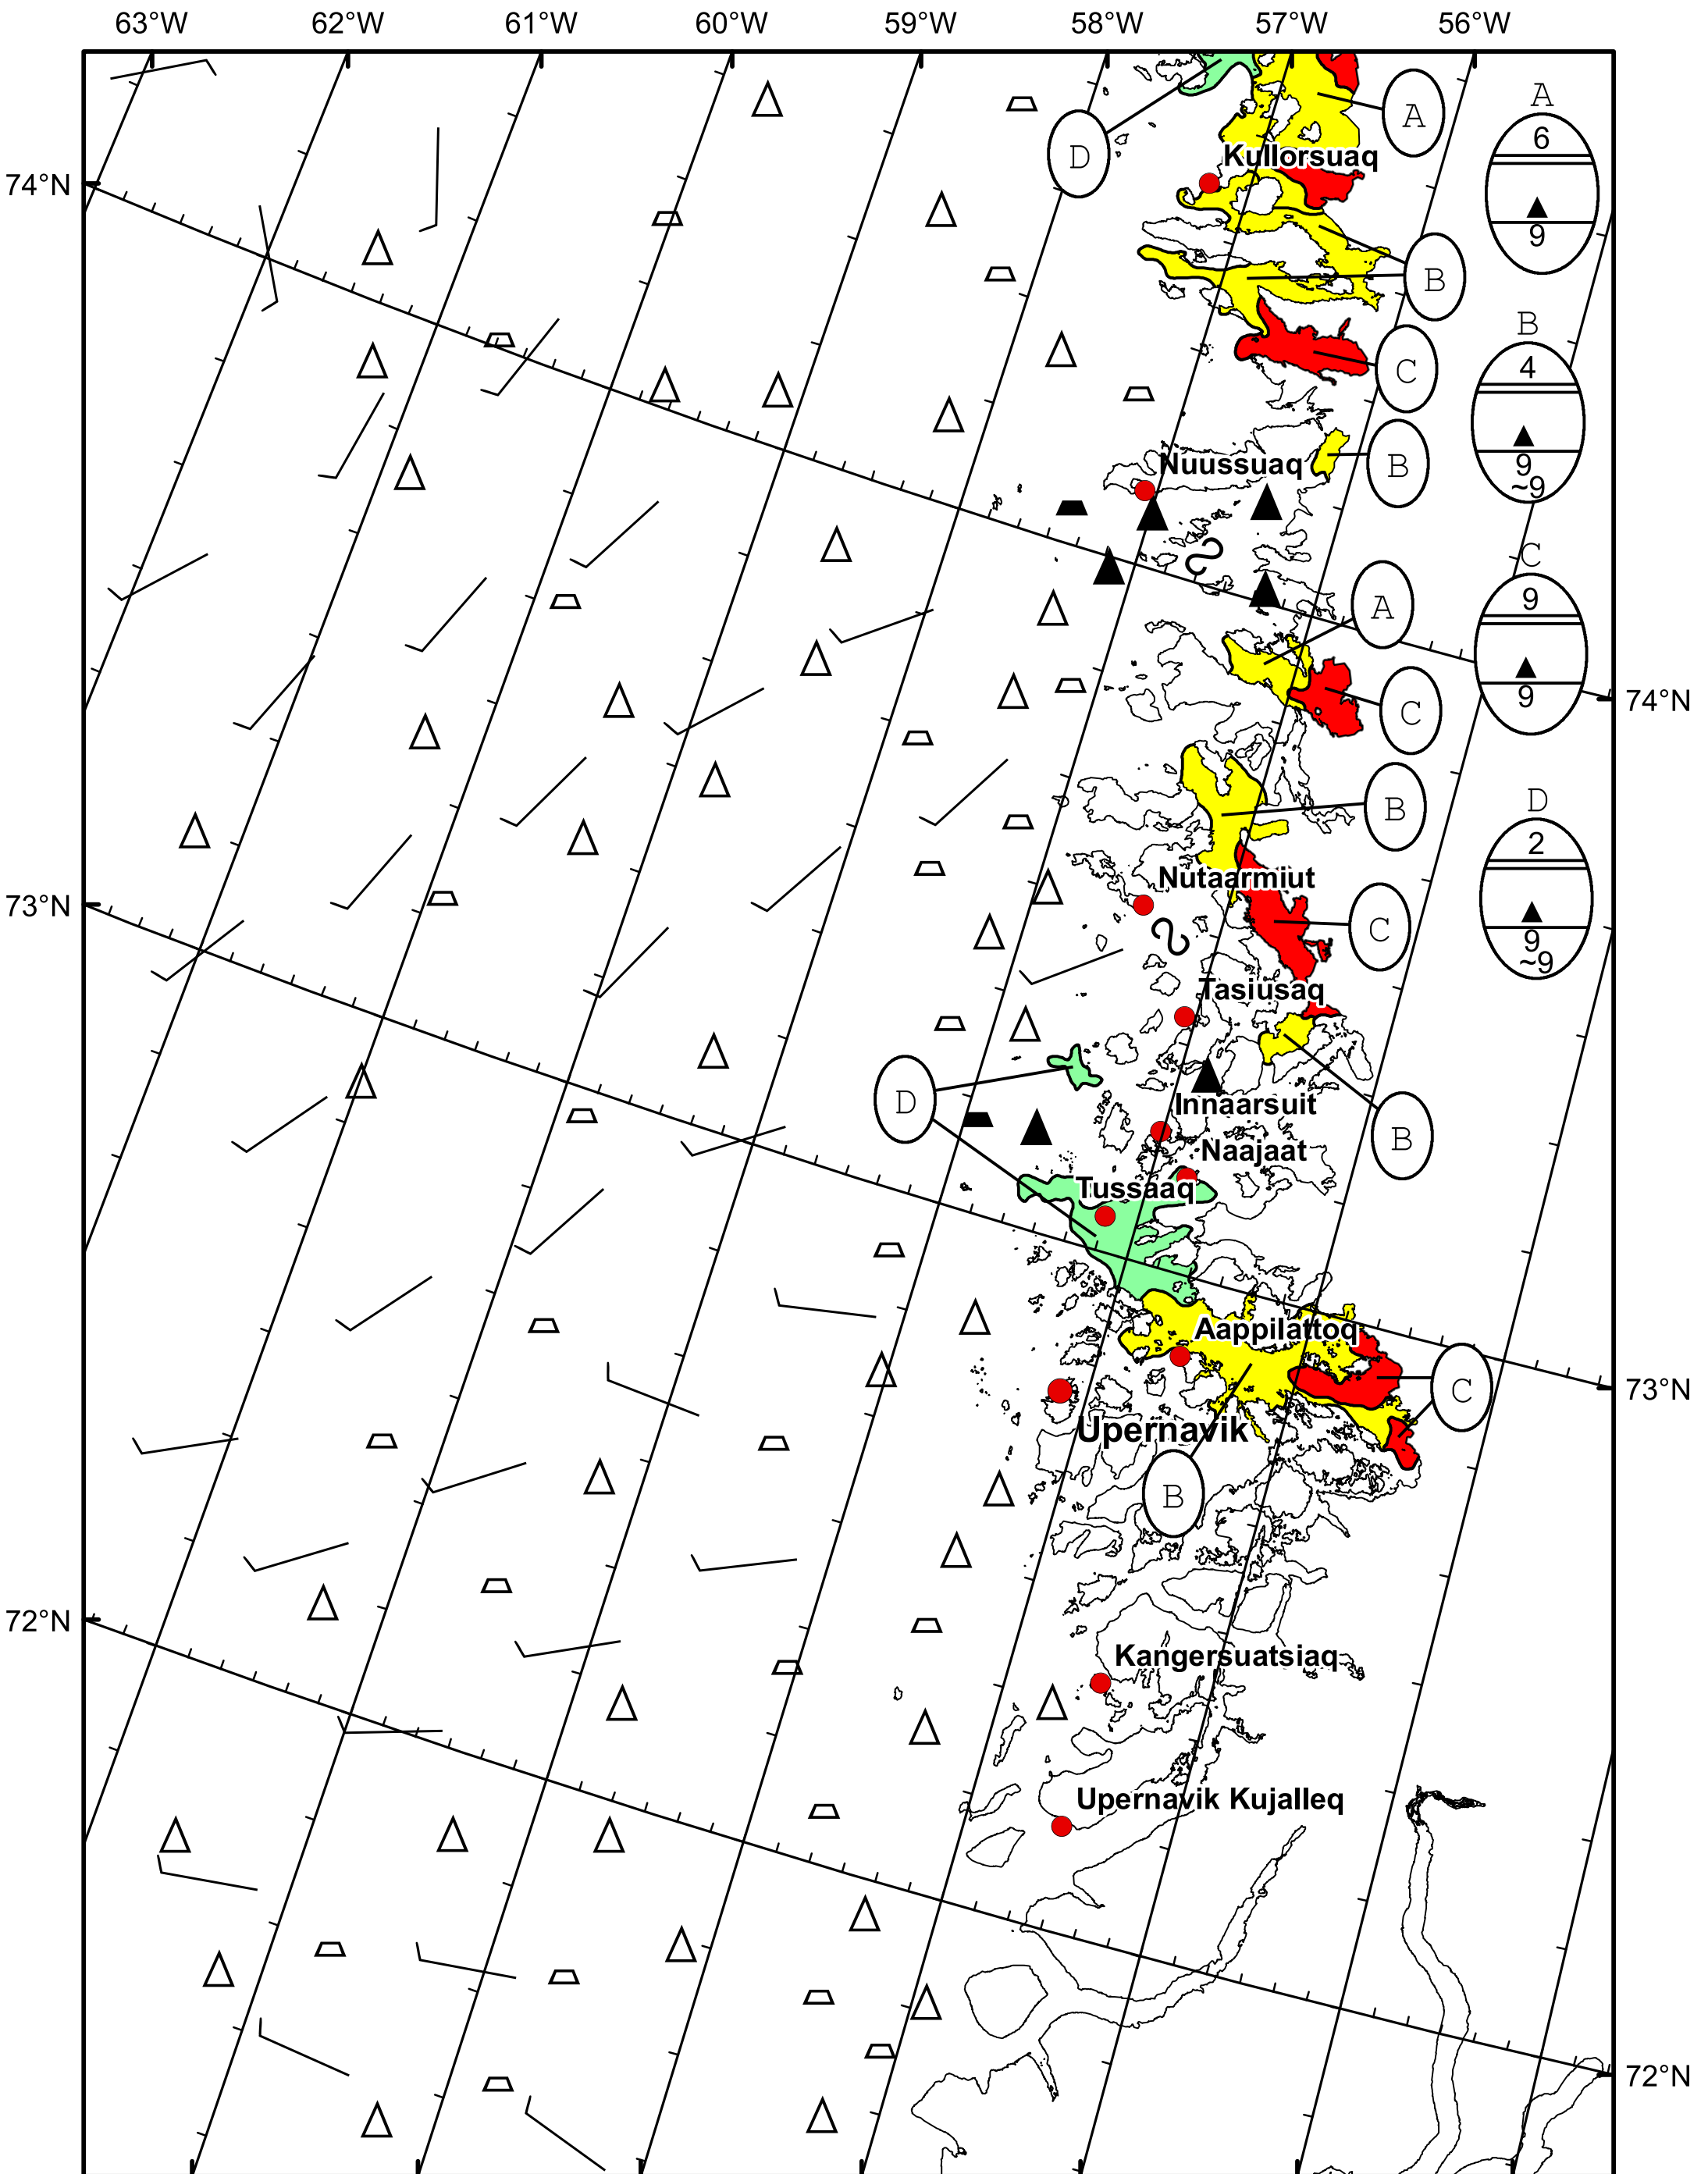 63°W 62°W 61°W 60°W 59°W 58°W 57°W 56°W
A
A
6
D
Kullorsuaq
74°N
9
B
B
4
C
Nuussuaq
B
9
~9
C
A
9
9
C
74°N
B
D
2
Nutaarmiut
73°N
C
9
~9
Tasiusaq
D
Innaarsuit
B
Naajaat
Tussaaq
Aappilattoq
C
73°N
Upernavik
B
72°N
Kangersuatsiaq
Upernavik Kujalleq
72°N